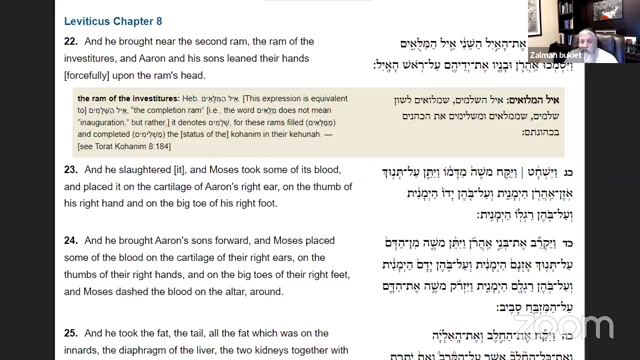 Leviticus Chapter 8
22. And he brought near the second ram, the ram of the
investitures, and Aaron and his sons leaned their hands
[forcefully] upon the ram's head.
אֶת־הָאַ֣יִל הַשֵּׁנִ֔י אֵ֖יל הַמִּלֻּאִ֑ים
וַֽיִּסְמְכ֞וּ אַֽהֲרֹ֧ן וּבָנָ֛יו אֶת־יְדֵיהֶ֖ם עַל־רֹ֥אשׁ הָאָֽיִל:
the ram of the investitures: Heb. אֵיל הַמִּלֻּאִים. [This expression is equivalent
to] אֵיל הַשְּׁלָמִים, "the completion ram" [i.e., the word מִלֻּאִים does not mean
"inauguration," but rather,] it denotes שְׁלָמִים, for these rams filled (מְמַלְּאִים)
and completed (מַשְׁלִימִים) the [status of the] kohanim in their kehunah. —
[see Torat Kohanim 8:184]
איל המלואים: איל השלמים, שמלואים לשון
שלמים, שממלאים ומשלימים את הכהנים
בכהונתם:
23. And he slaughtered [it], and Moses took some of its blood,
and placed it on the cartilage of Aaron's right ear, on the thumb of
his right hand and on the big toe of his right foot.
כג וַיִּשְׁחָ֓ט | וַיִּקַּ֤ח משֶׁה֙ מִדָּמ֔וֹ וַיִּתֵּ֛ן עַל־תְּנ֥וּךְ
אֹֽזֶן־אַֽהֲרֹ֖ן הַיְמָנִ֑ית וְעַל־בֹּ֤הֶן יָדוֹ֙ הַיְמָנִ֔ית
וְעַל־בֹּ֥הֶן רַגְל֖וֹ הַיְמָנִֽית:
24. And he brought Aaron's sons forward, and Moses placed
some of the blood on the cartilage of their right ears, on the
thumbs of their right hands, and on the big toes of their right feet,
and Moses dashed the blood on the altar, around.
כד וַיַּקְרֵ֞ב אֶת־בְּנֵ֣י אַֽהֲרֹ֗ן וַיִּתֵּ֨ן משֶׁ֤ה מִן־הַדָּם֙
עַל־תְּנ֤וּךְ אָזְנָם֙ הַיְמָנִ֔ית וְעַל־בֹּ֤הֶן יָדָם֙ הַיְמָנִ֔ית
וְעַל־בֹּ֥הֶן רַגְלָ֖ם הַיְמָנִ֑ית וַיִּזְרֹ֨ק משֶׁ֧ה אֶת־הַדָּ֛ם
עַל־הַמִּזְבֵּ֖חַ סָבִֽיב:
25. And he took the fat, the tail, all the fat which was on the
innards, the diaphragm of the liver, the two kidneys together with
כה וַיִּקַּ֞ח אֶת־הַחֵ֣לֶב וְאֶת־הָֽאַלְיָ֗ה
וְאֶת־כָּל־הַחֵ֘לֶב֘ אֲשֶׁ֣ר עַל־הַקֶּ֒רֶב֒ וְאֵת֙ יֹתֶ֣רֶת
Zalman bukiet
zoom